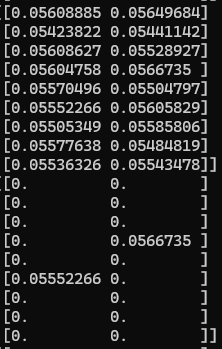 [0.05608885 0.05649684]
[0.05423822 0.05441142]
[0.05608627 0.05528927]
[0.05604758 0.0566735 ]
[0.05570496 0.05504797]
[0.05552266 0.05605829]
[0.05505349 0.05585806]
[0.05577638 0.05484819]
[0.05536326 0.05543478]]
[[0. 0. ]
[0. 0. ]
[0. 0. ]
[0. 0.0566735 ]
[0. 0. ]
[0.05552266 0. ]
[0. 0. ]
[0. 0. ]
[0. 0. ]]